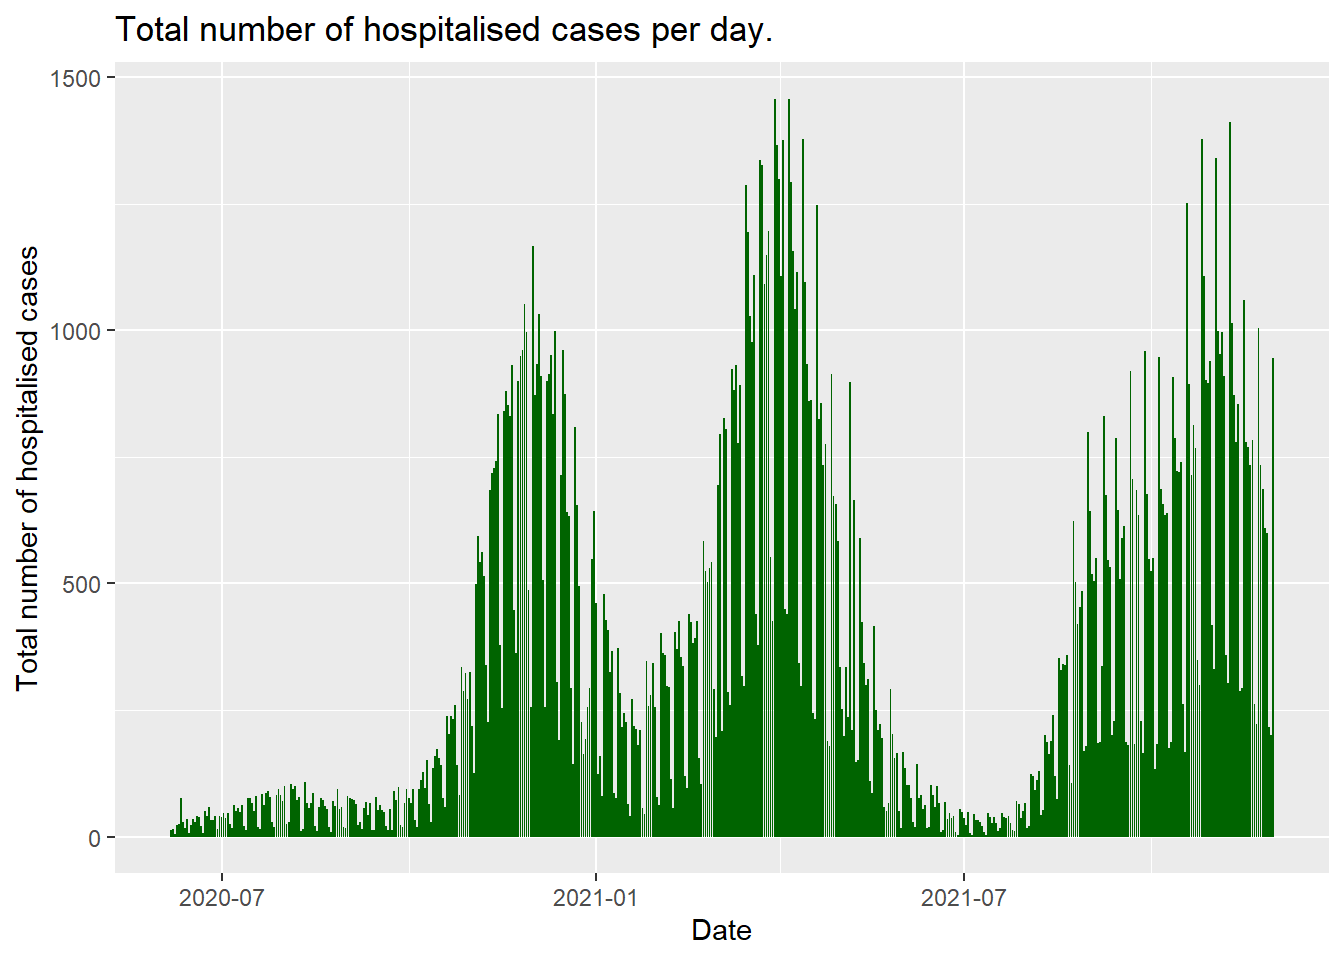 Total number of hospitalised cases per day.
Total number of hospitalised cases
1500
1000
500
0
2020-07
2021-01
2021-07
Date